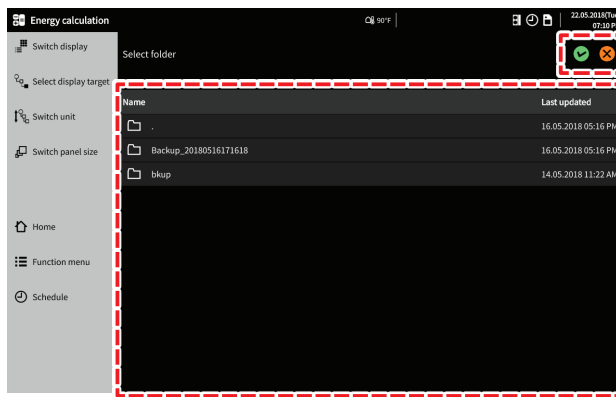 Energy calculation
90°F
22.05.2018(Tue
07:10 P
Switch display
Select folder
Select display target
Name Last updated
Switch unit
. 16.05.2018 05:16 PM
Switch panel size
Backup_20180516171618 16.05.2018 05:16 PM
bkup 14.05.2018 11:22 AM
Home
Function menu
Schedule